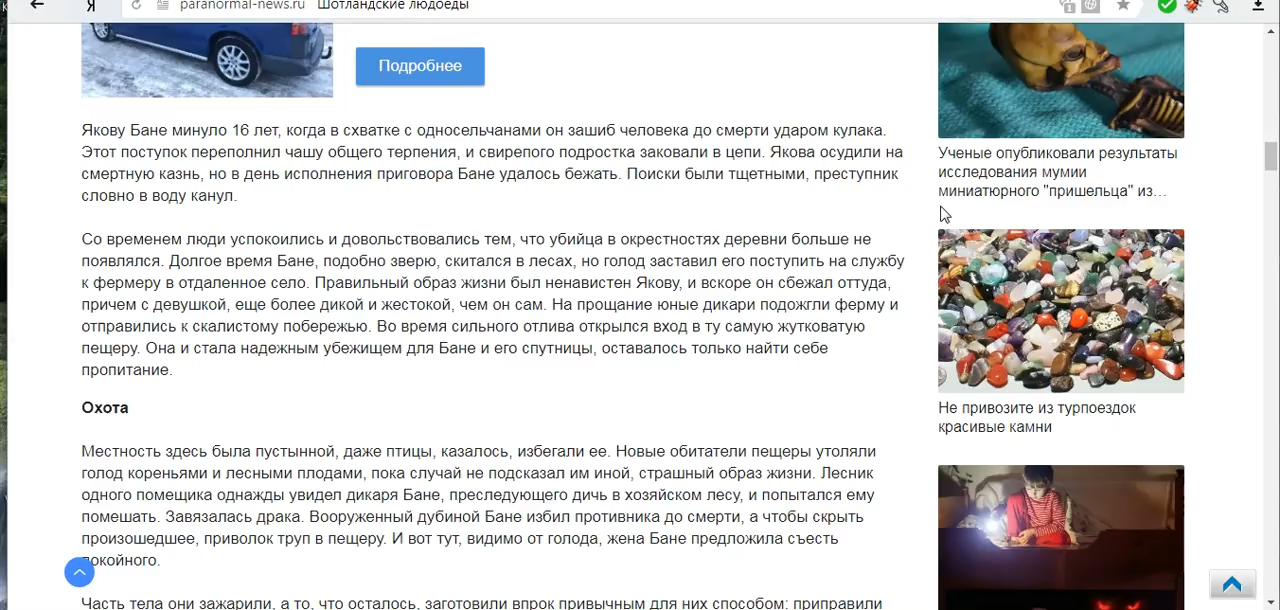 Я paranormal-news.ru Шотландские людоеды
Подробнее
Якову Бане минуло 16 лет, когда в схватке с односельчанами он зашиб человека до смерти ударом кулака.
Этот поступок переполнил чашу общего терпения, и свирепого подростка заковали в цепи. Якова осудили на
смертную казнь, но в день исполнения приговора Бане удалось бежать. Поиски были тщетными, преступник
словно в воду канул.
Со временем люди успокоились и довольствовались тем, что убийца в окрестностях деревни больше не
появлялся. Долгое время Бане, подобно зверю, скитался в лесах, но голод заставил его поступить на службу
к фермеру в отдаленное село. Правильный образ жизни был ненавистен Якову, и вскоре он сбежал оттуда,
причем с девушкой, еще более дикой и жестокой, чем он сам. На прощание юные дикари подожгли ферму и
отправились к скалистому побережью. Во время сильного отлива открылся вход в ту самую жутковатую
пещеру. Она и стала надежным убежищем для Бане и его спутницы, оставалось только найти себе
пропитание.
Охота
Местность здесь была пустынной, даже птицы, казалось, избегали ее. Новые обитатели пещеры утоляли
голод кореньями и лесными плодами, пока случай не подсказал им иной, страшный образ жизни. Лесник
одного помещика однажды увидел дикаря Бане, преследующего дичь в хозяйском лесу, и попытался ему
помешать. Завязалась драка. Вооруженный дубиной Бане избил противника до смерти, а чтобы скрыть
произошедшее, приволок труп в пещеру. И вот тут, видимо от голода, жена Бане предложила съесть
покойного.
Часть тела они зажарили, а то, что осталось, заготовили впрок привычным для них способом: приправили
Ученые опубликовали результаты
исследования мумии
миниатюрного "пришельца" из…
Не привозите из турпоездок
красивые камни